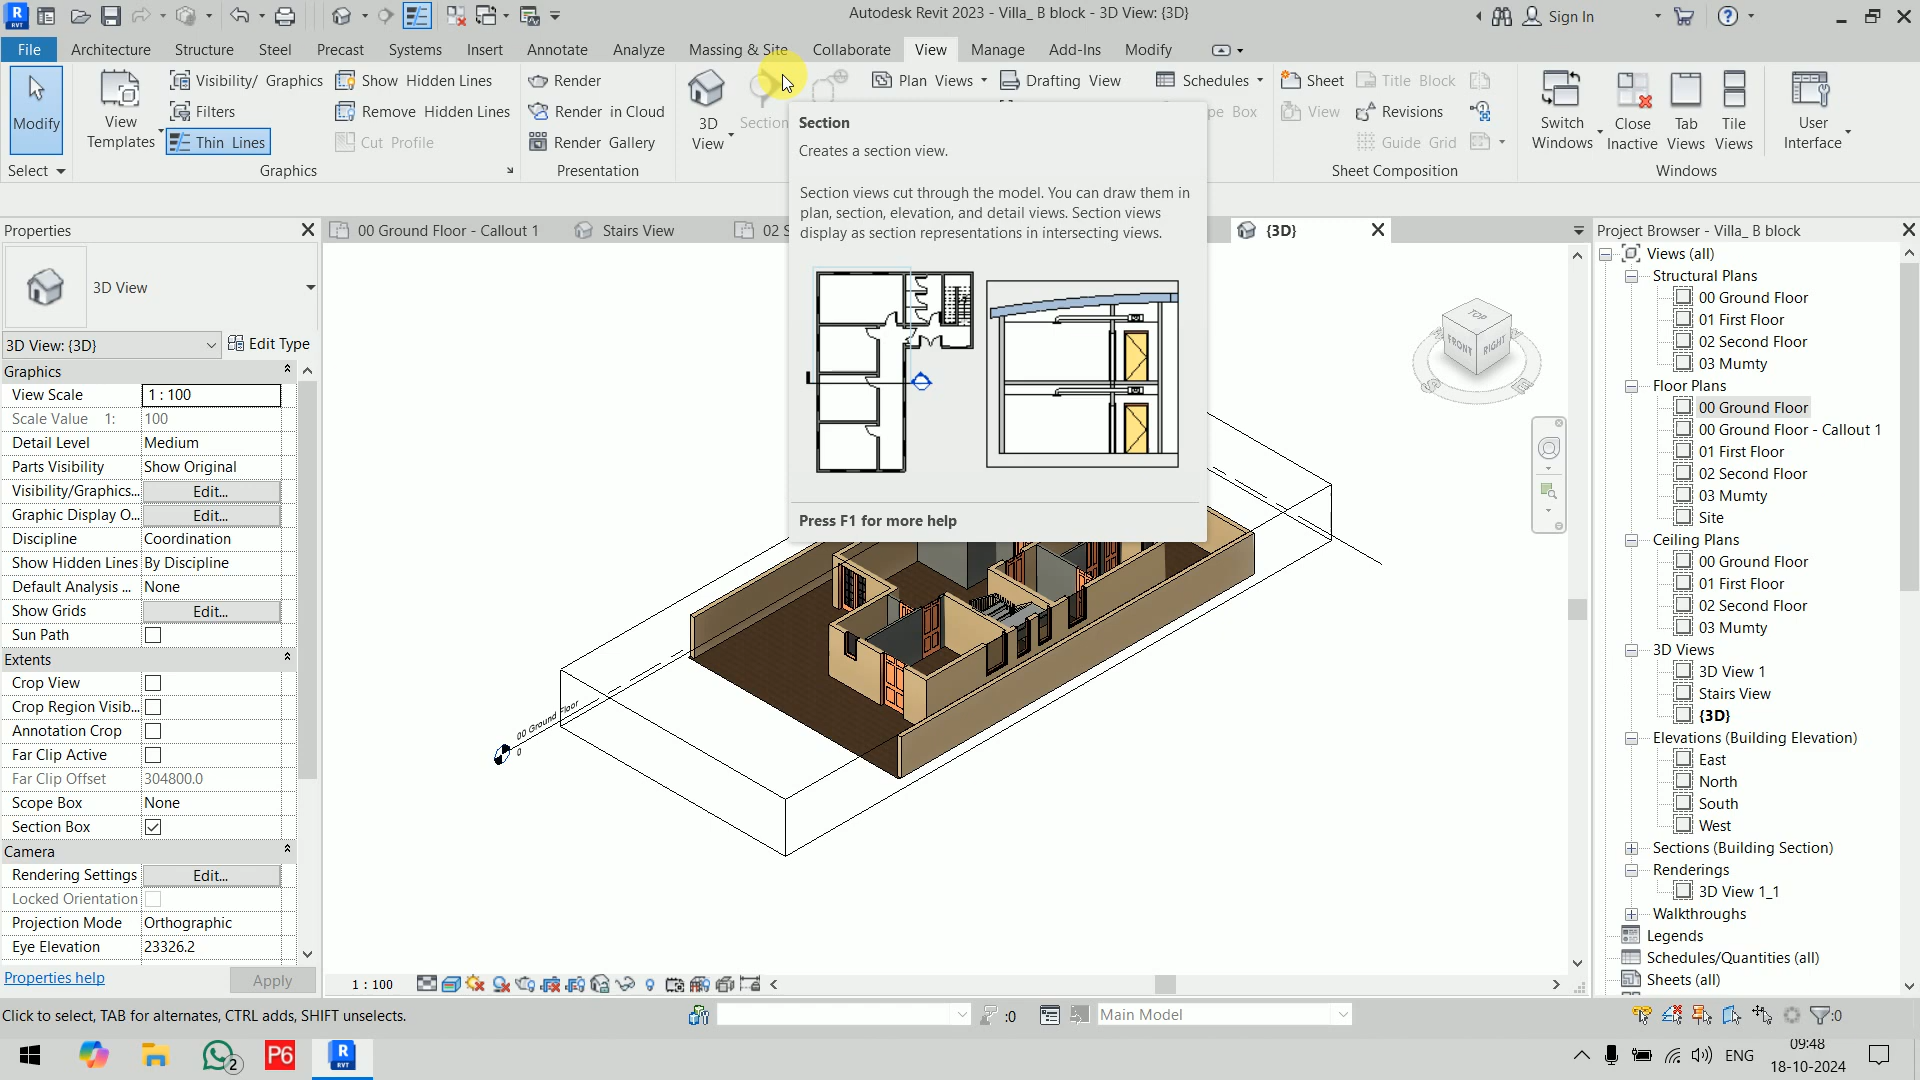 Autodesk Revit 2023 - Villa_ B block - 3D View: {3D}
Sign In
File
Architecture
Structure
Steel
Precast
Systems
Insert
Annotate
Analyze
Massing & Site
Collaborate
View
Manage
Add-Ins
Modify
Modify
Select
View Templates
Visibility/ Graphics
Filters
Thin Lines
Show Hidden Lines
Remove Hidden Lines
Cut Profile
Graphics
Render
Render in Cloud
Render Gallery
Presentation
3D View
Section
Plan Views
Drafting View
Schedules
pe Box
Sheet
View
Title Block
Revisions
Guide Grid
Sheet Composition
Switch Windows
Close Inactive
Tab Views
Tile Views
Windows
User Interface
Section
Creates a section view.
Section views cut through the model. You can draw them in
plan, section, elevation, and detail views. Section views
display as section representations in intersecting views.
Press F1 for more help
Properties
3D View
3D View: {3D}
Edit Type
Graphics
View Scale 1 : 100
Scale Value 1: 100
Detail Level Medium
Parts Visibility Show Original
Visibility/Graphics... Edit...
Graphic Display O... Edit...
Discipline Coordination
Show Hidden Lines By Discipline
Default Analysis ... None
Show Grids Edit...
Sun Path
Extents
Crop View
Crop Region Visib...
Annotation Crop
Far Clip Active
Far Clip Offset 304800.0
Scope Box None
Section Box
Camera
Rendering Settings Edit...
Locked Orientation
Projection Mode Orthographic
Eye Elevation 23326.2
Properties help
Apply
00 Ground Floor - Callout 1
Stairs View
02 S
{3D}
TOP
FRONT
RIGHT
00 Ground Floor
0
1 : 100
Project Browser - Villa_ B block
Views (all)
Structural Plans
00 Ground Floor
01 First Floor
02 Second Floor
03 Mumty
Floor Plans
00 Ground Floor
00 Ground Floor - Callout 1
01 First Floor
02 Second Floor
03 Mumty
Site
Ceiling Plans
00 Ground Floor
01 First Floor
02 Second Floor
03 Mumty
3D Views
3D View 1
Stairs View
{3D}
Elevations (Building Elevation)
East
North
South
West
Sections (Building Section)
Renderings
3D View 1_1
Walkthroughs
Legends
Schedules/Quantities (all)
Sheets (all)
Click to select, TAB for alternates, CTRL adds, SHIFT unselects.
:0
Main Model
:0
2
P6
R
RVT
ENG
09:48
18-10-2024